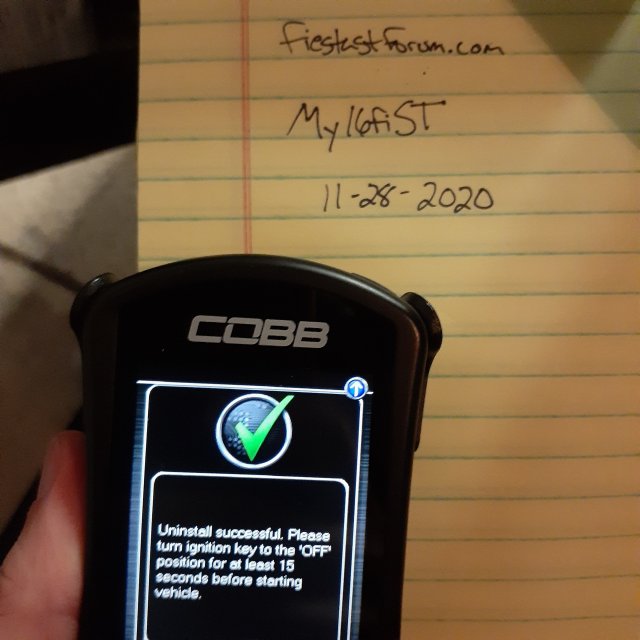 fiestastforum.com
My16fiST
11-28-2020
COBB
Uninstall successful. Please
turn ignition key to the 'OFF'
position for at least 15
seconds before starting
vehicle.